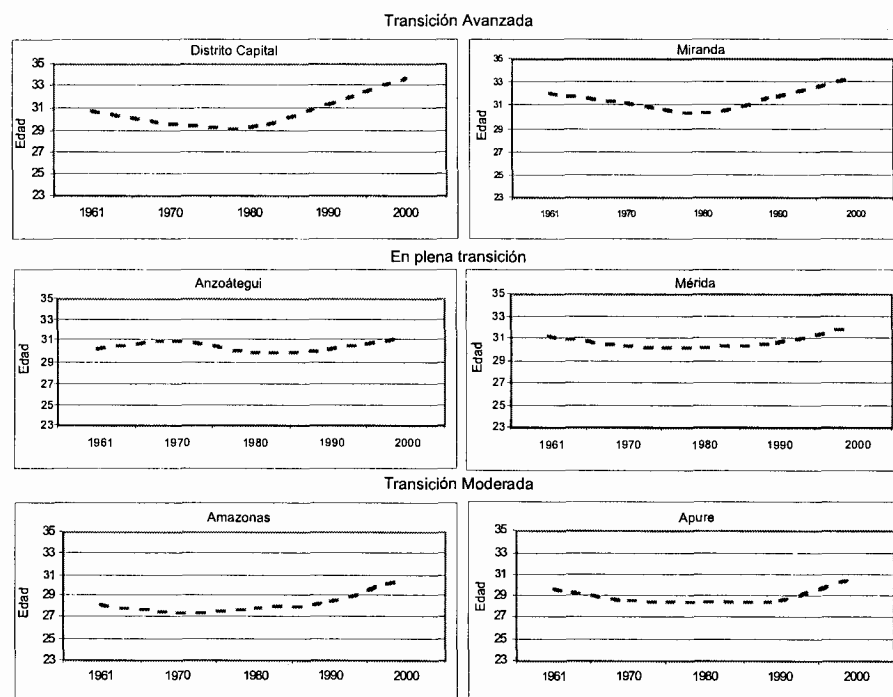 Transición Avanzada
Distrito Capital
35
33
31
29
27
25
23
Edad
1961 1970 1980 1990 2000
Miranda
35
33
31
29
27
25
23
Edad
1961 1970 1980 1990 2000
En plena transición
Anzoátegui
35
33
31
29
27
25
23
Edad
1961 1970 1980 1990 2000
Mérida
35
33
31
29
27
25
23
Edad
1961 1970 1980 1990 2000
Transición Moderada
Amazonas
35
33
31
29
27
25
23
Edad
1961 1970 1980 1990 2000
Apure
35
33
31
29
27
25
23
Edad
1961 1970 1980 1990 2000